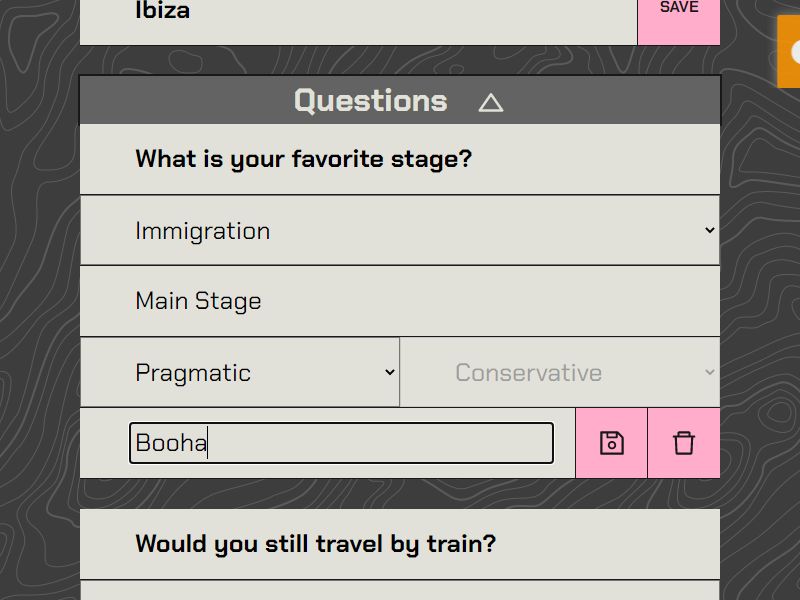 Ibiza
SAVE
Questions
What is your favorite stage?
Immigration
Main Stage
Pragmatic
Conservative
Booha
Would you still travel by train?